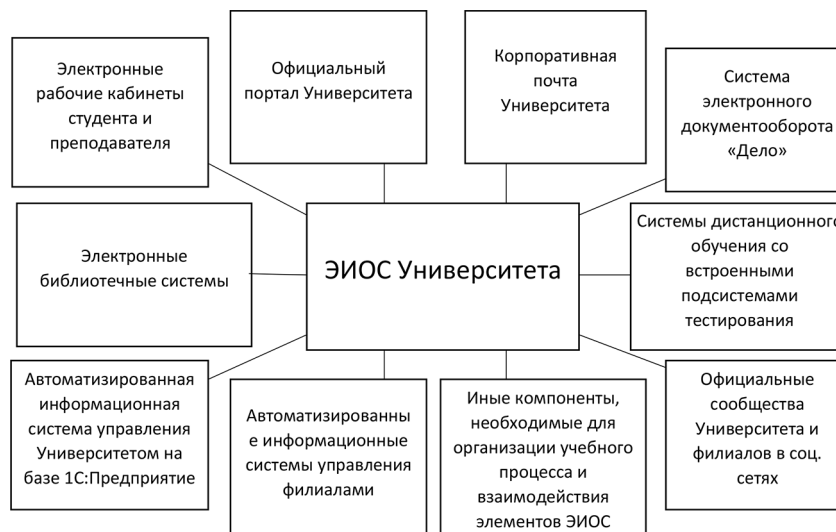 Электронные
рабочие кабинеты
студента и
преподавателя
Официальный
портал Университета
Корпоративная
почта
Университета
Система
электронного
документооборота
«Дело»
Электронные
библиотечные системы
ЭИОС Университета
Системы дистанционного
обучения со
встроенными
подсистемами
тестирования
Автоматизированная
информационная
система управления
Университетом на
базе 1С:Предприятие
Автоматизированны
е информационные
системы управления
филиалами
Иные компоненты,
необходимые для
организации учебного
процесса и
взаимодействия
элементов ЭИОС
Официальные
сообщества
Университета и
филиалов в соц.
сетях